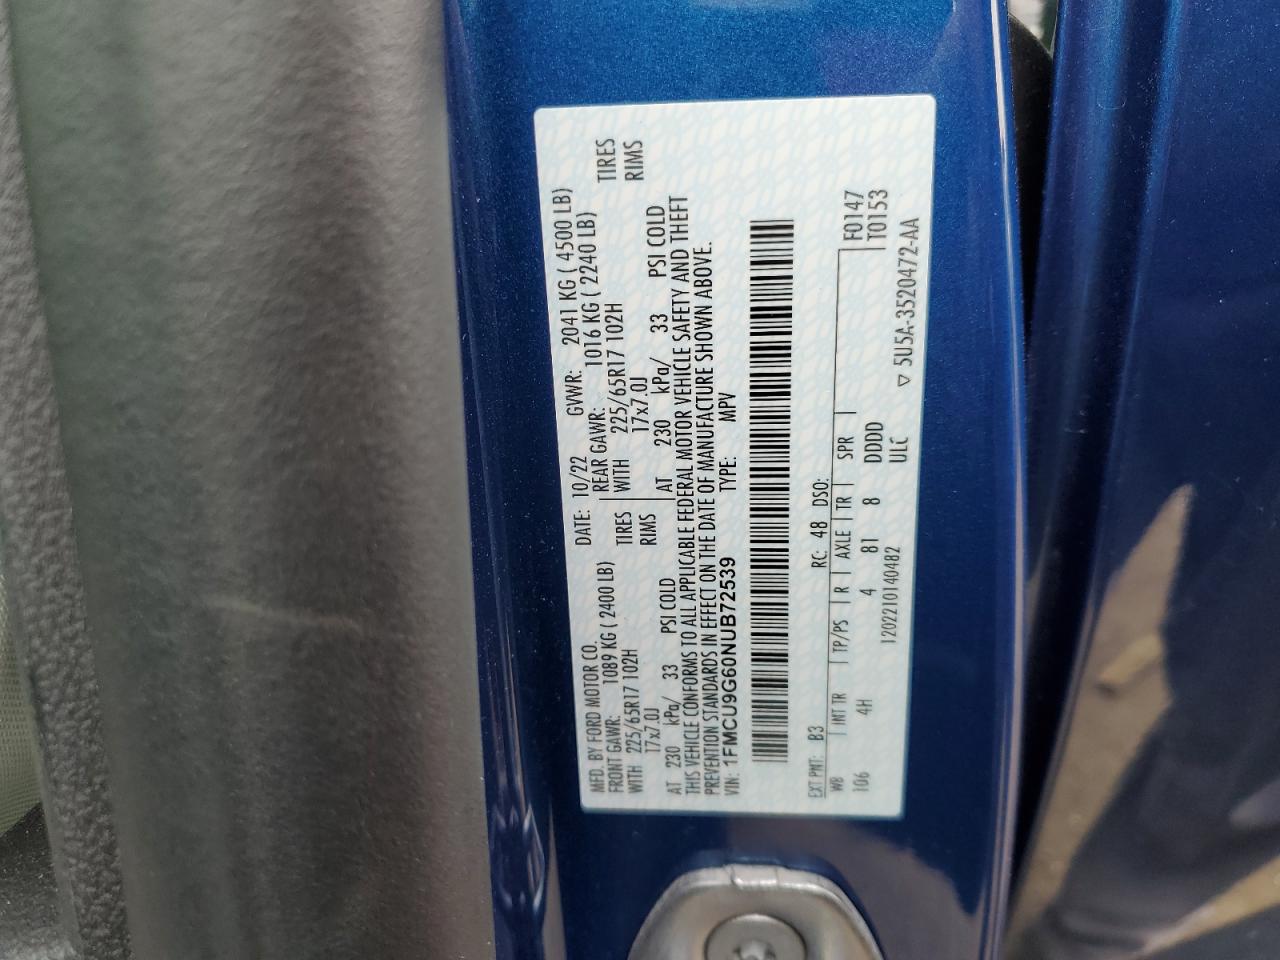 MFD. BY FORD MOTOR CO.
DATE: 10/22 GVWR: 2041 KG ( 4500 LB)
FRONT GAWR: 1089 KG ( 2400 LB) REAR GAWR: 1016 KG ( 2240 LB)
WITH 225/65R17 102H TIRES WITH 225/65R17 102H TIRES
17x7.0J RIMS 17x7.0J RIMS
AT 230 kPa/ 33 PSI COLD AT 230 kPa/ 33 PSI COLD
THIS VEHICLE CONFORMS TO ALL APPLICABLE FEDERAL MOTOR VEHICLE SAFETY AND THEFT
PREVENTION STANDARDS IN EFFECT ON THE DATE OF MANUFACTURE SHOWN ABOVE.
VIN: 1FMCU9G60NUB72539 TYPE: MPV
EXT PNT: B3 RC: 48 DSO:
WB INT TR TP/PS R AXLE TR SPR F0147
106 4H 4 81 8 DDDD T0153
ULC
1202210140482 ▽ 5U5A-3520472-AA